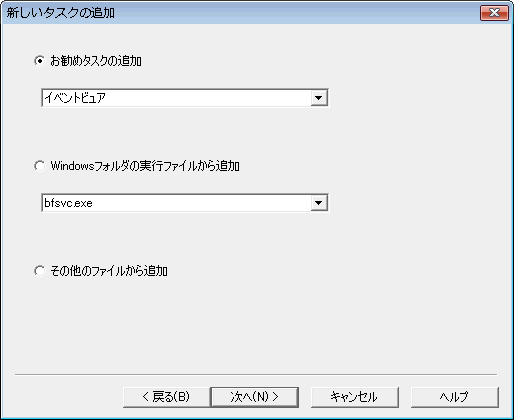 新しいタスクの追加
お勧めタスクの追加
イベントビュア
Windowsフォルダの実行ファイルから追加
bfsvc.exe
その他のファイルから追加
< 戻る(B) 次へ(N) > キャンセル ヘルプ